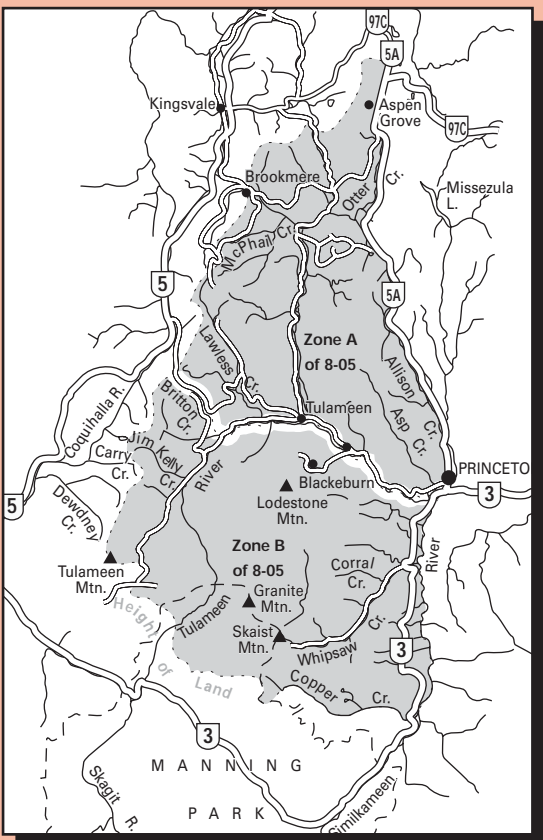 97C
5A
Kingsvale
Aspen
Grove
97C
Brookmere
Otter Cr.
Missezula
L.
McPhail Cr.
5
5A
Zone A
of 8-05
Lawless Cr.
Allison Cr.
Britton
Cr.
Asp Cr.
Tulameen
Coquihalla R.
Jim Kelly
Cr.
Carry
Cr.
River
PRINCETO
3
Blackeburn
5
Dewdney
Cr.
Lodestone
Mtn.
Zone B
of 8-05
River
Corral
Cr.
Tulameen
Mtn.
Granite
Mtn.
Height of Land
Tulameen
Skaist
Mtn.
Whipsaw Cr.
3
Copper Cr.
3
MANNING
PARK
Skagit R.
Similkameen